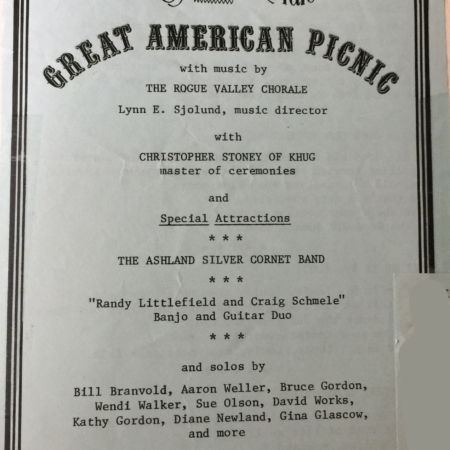 GREAT AMERICAN PICNIC
with music by
THE ROGUE VALLEY CHORALE
Lynn E. Sjolund, music director
with
CHRISTOPHER STONEY OF KHUG
master of ceremonies
and
Special Attractions
* * *
THE ASHLAND SILVER CORNET BAND
* * *
"Randy Littlefield and Craig Schmele"
Banjo and Guitar Duo
* * *
and solos by
Bill Branvold, Aaron Weller, Bruce Gordon,
Wendi Walker, Sue Olson, David Works,
Kathy Gordon, Diane Newland, Gina Glascow,
and more